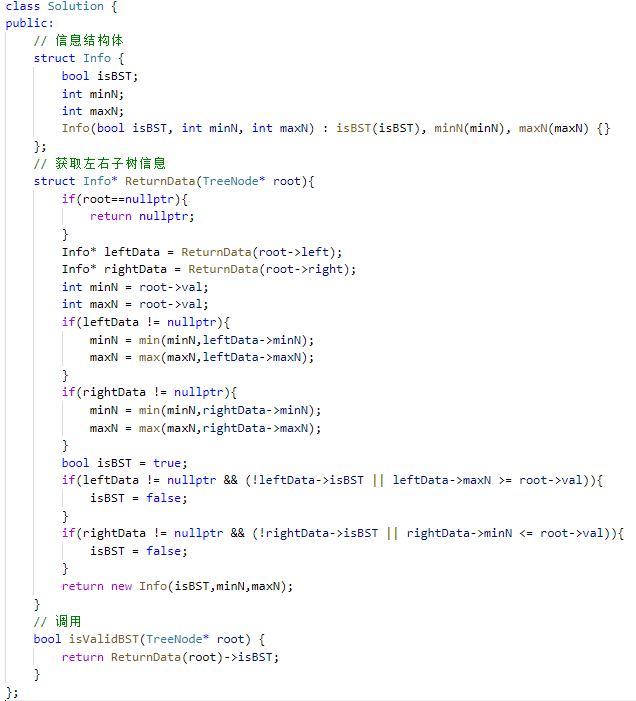 class Solution {
public:
    // 信息结构体
    struct Info {
        bool isBST;
        int minN;
        int maxN;
        Info(bool isBST, int minN, int maxN) : isBST(isBST), minN(minN), maxN(maxN) {}
    };
    // 获取左右子树信息
    struct Info* ReturnData(TreeNode* root){
        if(root==nullptr){
            return nullptr;
        }
        Info* leftData = ReturnData(root->left);
        Info* rightData = ReturnData(root->right);
        int minN = root->val;
        int maxN = root->val;
        if(leftData != nullptr){
            minN = min(minN,leftData->minN);
            maxN = max(maxN,leftData->maxN);
        }
        if(rightData != nullptr){
            minN = min(minN,rightData->minN);
            maxN = max(maxN,rightData->maxN);
        }
        bool isBST = true;
        if(leftData != nullptr && (!leftData->isBST || leftData->maxN >= root->val)){
            isBST = false;
        }
        if(rightData != nullptr && (!rightData->isBST || rightData->minN <= root->val)){
            isBST = false;
        }
        return new Info(isBST,minN,maxN);
    }
    // 调用
    bool isValidBST(TreeNode* root) {
        return ReturnData(root)->isBST;
    }
};